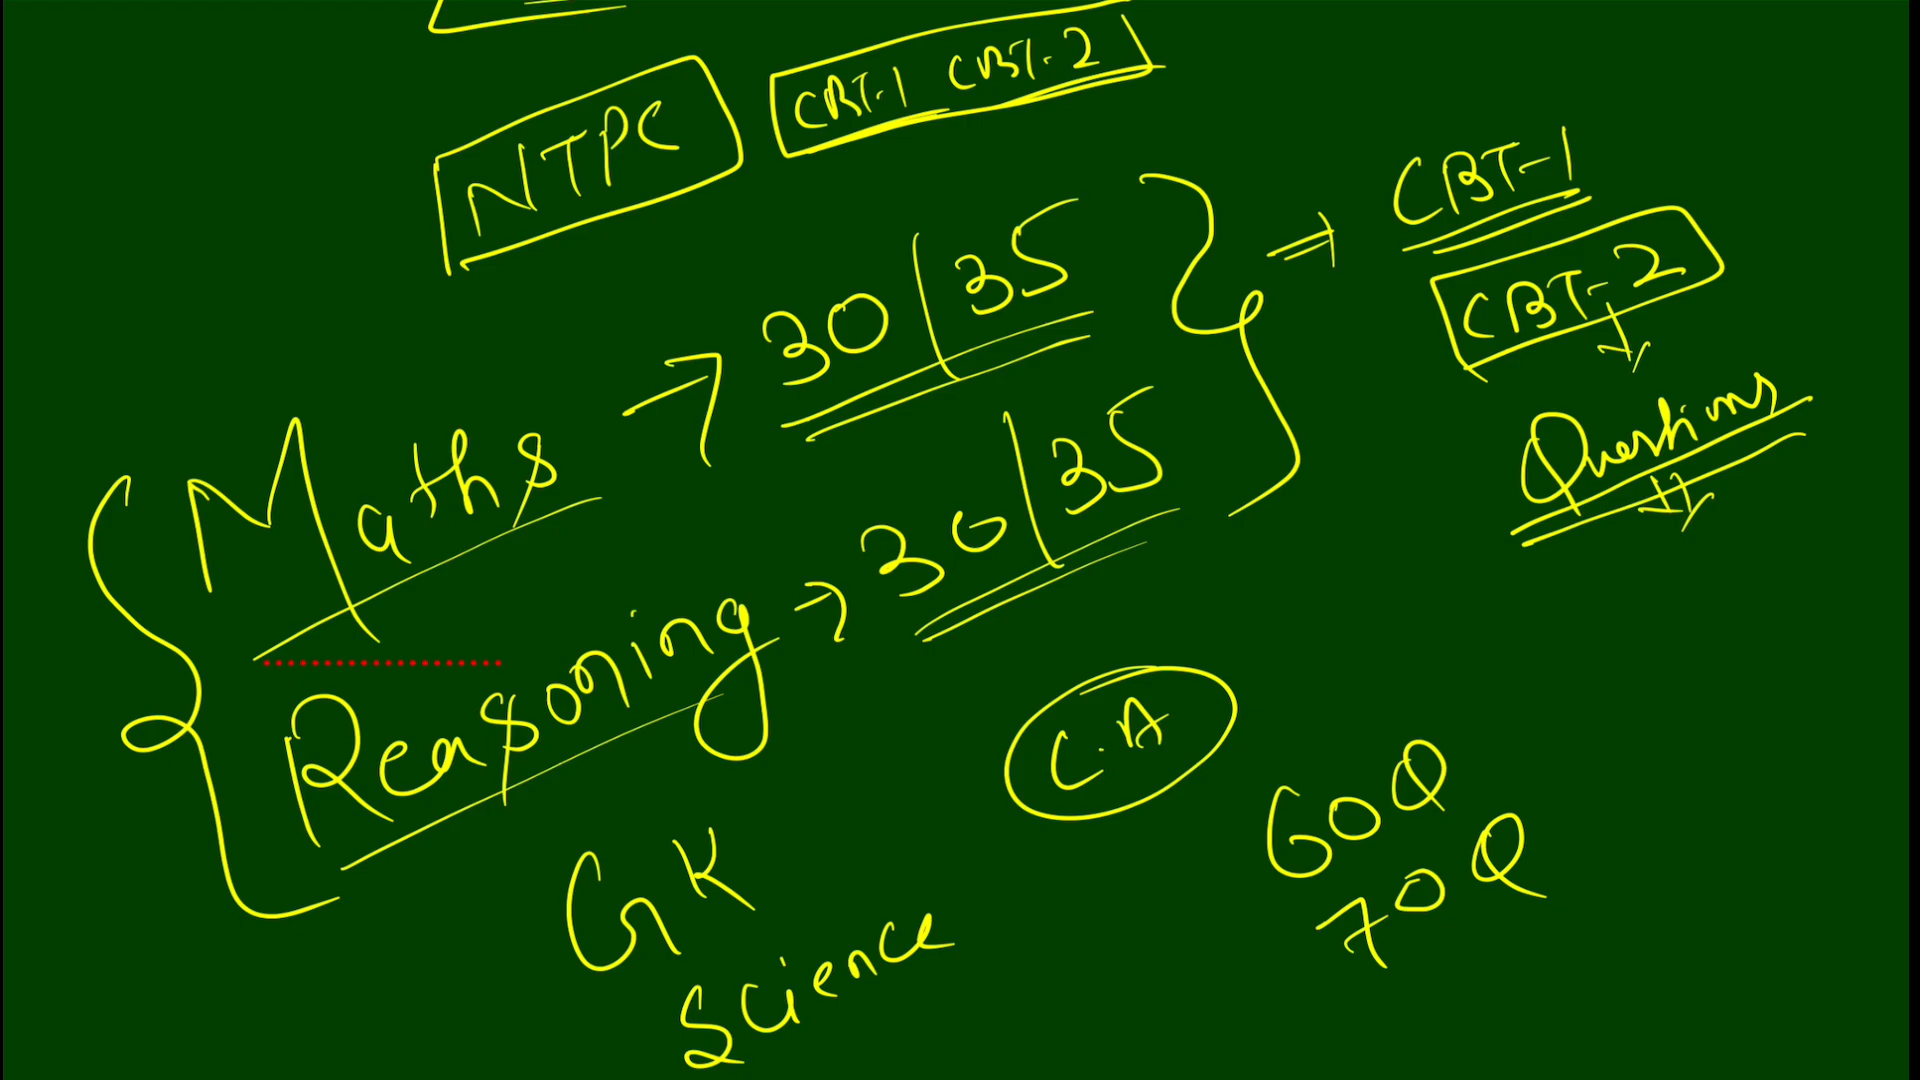 NTPC CBT-1 CBT-2
Maths → 30 | 35 ⇒ CBT-1
CBT-2
Questions
Reasoning → 30 | 35
C.A
GK
Science
60Q
70Q